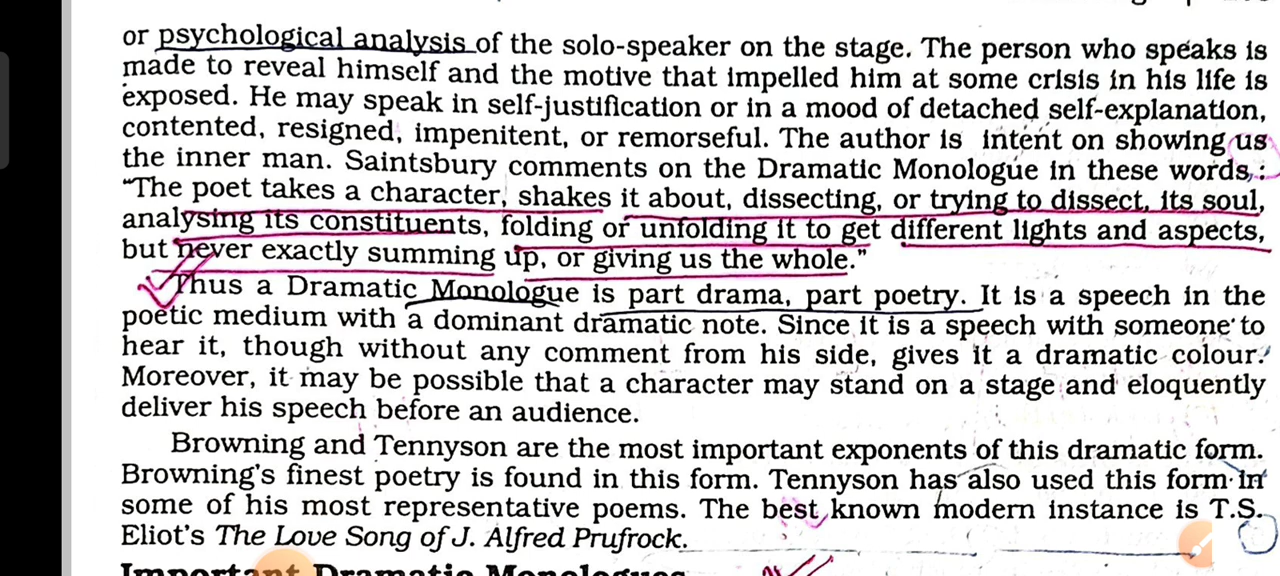 or psychological analysis of the solo-speaker on the stage. The person who speaks is
made to reveal himself and the motive that impelled him at some crisis in his life is
exposed. He may speak in self-justification or in a mood of detached self-explanation,
contented, resigned, impenitent, or remorseful. The author is intent on showing us
the inner man. Saintsbury comments on the Dramatic Monologue in these words, :
“The poet takes a character, shakes it about, dissecting, or trying to dissect, its soul,
analysing its constituents, folding or unfolding it to get different lights and aspects,
but never exactly summing up, or giving us the whole.”
Thus a Dramatic Monologue is part drama, part poetry. It is a speech in the
poetic medium with a dominant dramatic note. Since it is a speech with someone to
hear it, though without any comment from his side, gives it a dramatic colour.
Moreover, it may be possible that a character may stand on a stage and eloquently
deliver his speech before an audience.
Browning and Tennyson are the most important exponents of this dramatic form.
Browning's finest poetry is found in this form. Tennyson has also used this form in
some of his most representative poems. The best known modern instance is T.S.
Eliot's The Love Song of J. Alfred Prufrock.
Important Dramatic Monologues